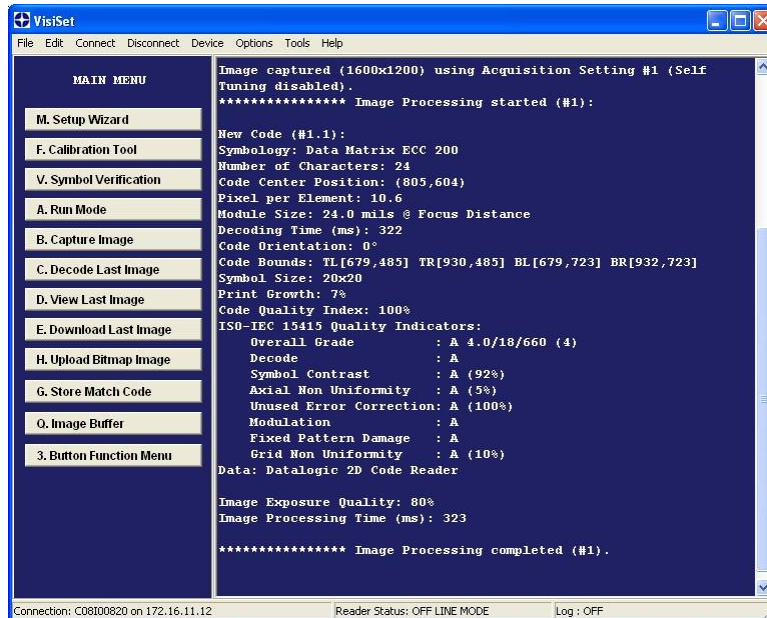 VisiSet
File Edit Connect Disconnect Device Options Tools Help
MAIN MENU
M. Setup Wizard
F. Calibration Tool
V. Symbol Verification
A. Run Mode
B. Capture Image
C. Decode Last Image
D. View Last Image
E. Download Last Image
H. Upload Bitmap Image
G. Store Match Code
Q. Image Buffer
3. Button Function Menu
Image captured (1600x1200) using Acquisition Setting #1 (Self
Tuning disabled).
**************** Image Processing started (#1):
New Code (#1.1):
Symbology: Data Matrix ECC 200
Number of Characters: 24
Code Center Position: (805,604)
Pixel per Element: 10.6
Module Size: 24.0 mils @ Focus Distance
Decoding Time (ms): 322
Code Orientation: 0°
Code Bounds: TL[679,485] TR[930,485] BL[679,723] BR[932,723]
Symbol Size: 20x20
Print Growth: 7%
Code Quality Index: 100%
ISO-IEC 15415 Quality Indicators:
Overall Grade : A 4.0/18/660 (4)
Decode : A
Symbol Contrast : A (92%)
Axial Non Uniformity : A (5%)
Unused Error Correction: A (100%)
Modulation : A
Fixed Pattern Damage : A
Grid Non Uniformity : A (10%)
Data: Datalogic 2D Code Reader
Image Exposure Quality: 80%
Image Processing Time (ms): 323
**************** Image Processing completed (#1).
Connection: C08I00820 on 172.16.11.12
Reader Status: OFF LINE MODE
Log : OFF